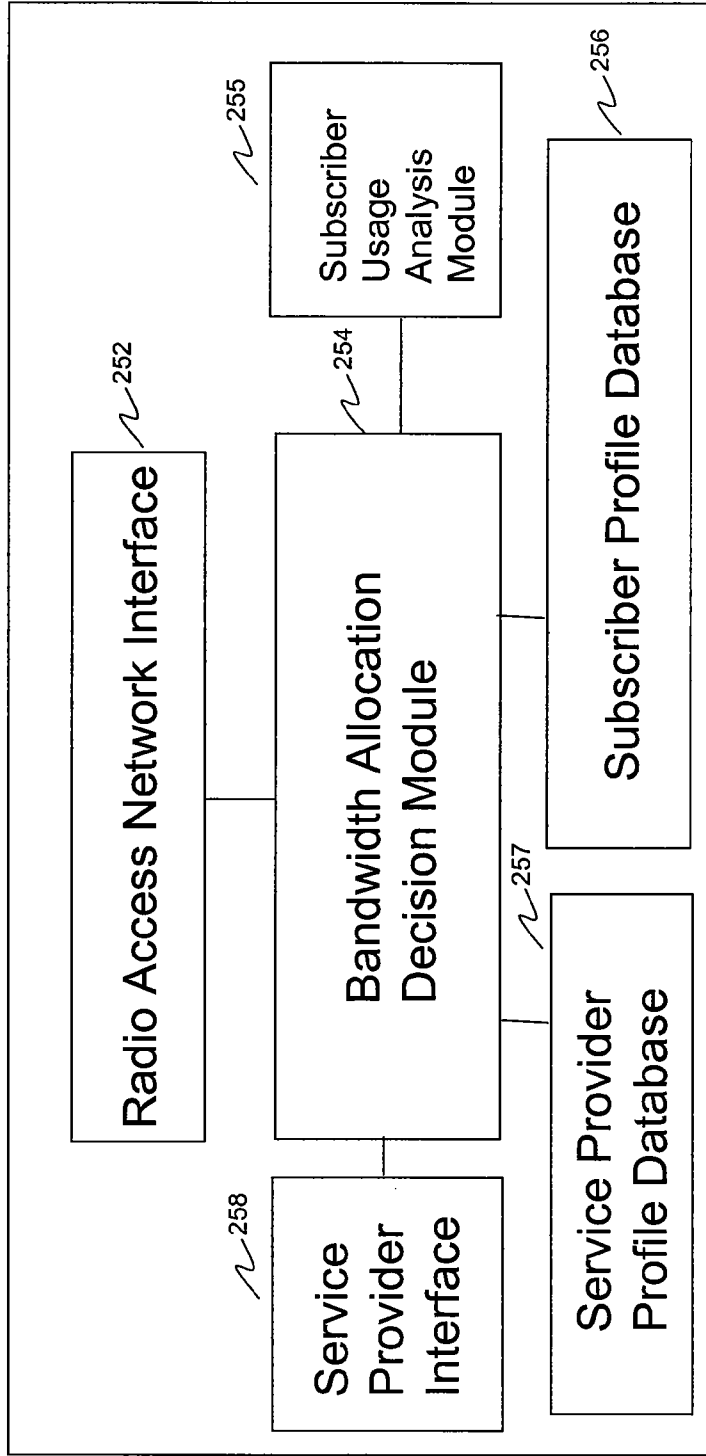 252
Radio Access Network Interface
258
Service
Provider
Interface
254
Bandwidth Allocation
Decision Module
255
Subscriber
Usage
Analysis
Module
257
Service Provider
Profile Database
256
Subscriber Profile Database